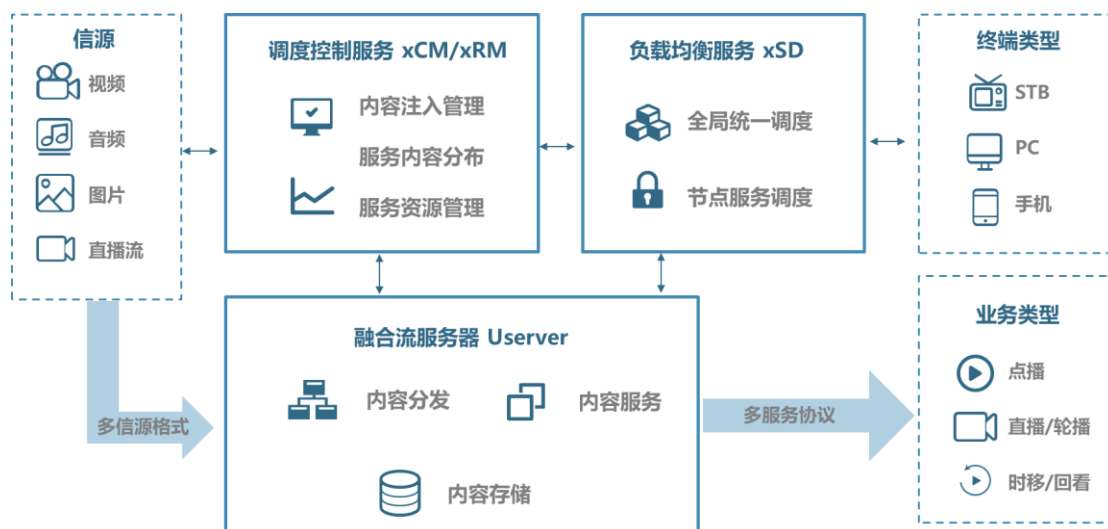 信源
视频
音频
图片
直播流
调度控制服务 xCM/xRM
内容注入管理
服务内容分布
服务资源管理
负载均衡服务 xSD
全局统一调度
节点服务调度
终端类型
STB
PC
手机
多信源格式
融合流服务器 Userver
内容分发
内容服务
内容存储
多服务协议
业务类型
点播
直播/轮播
时移/回看